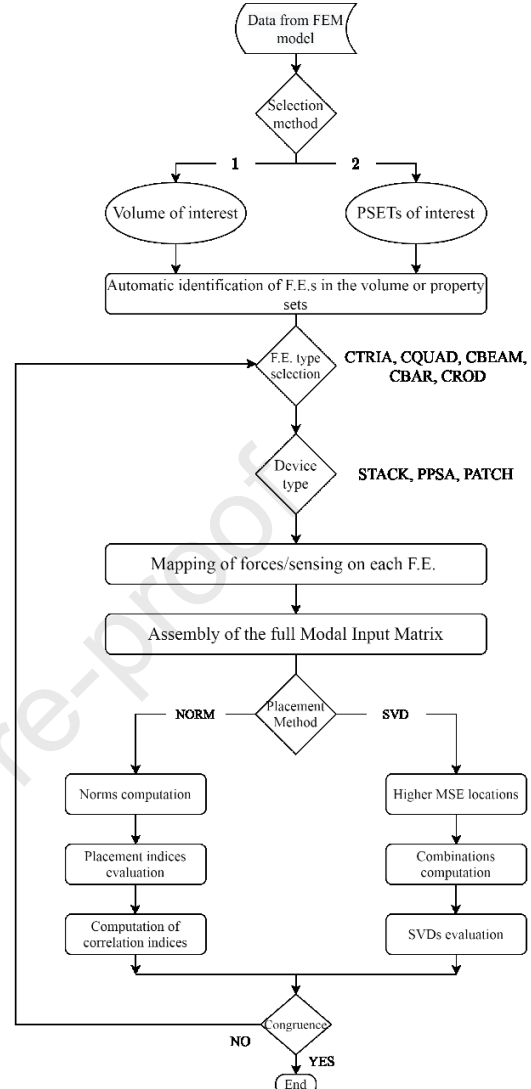 Data from FEM
model
Selection
method
1
2
Volume of interest
PSETs of interest
Automatic identification of F.E.s in the volume or property
sets
F.E. type
selection
CTRIA, CQUAD, CBEAM,
CBAR, CROD
Device
type
STACK, PPSA, PATCH
Mapping of forces/sensing on each F.E.
Assembly of the full Modal Input Matrix
Placement
Method
NORM
SVD
Norms computation
Higher MSE locations
Placement indices
evaluation
Combinations
computation
Computation of
correlation indices
SVDs evaluation
Congruence
NO
YES
End
re-proof